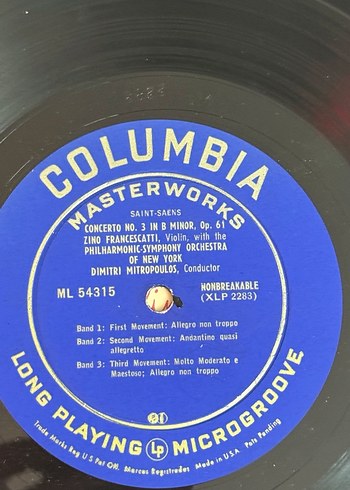 COLUMBIA
MASTERWORKS
SAINT-SAENS
CONCERTO NO. 3 IN B MINOR, Op. 61
ZINO FRANCESCATTI, Violin, with the
PHILHARMONIC-SYMPHONY ORCHESTRA
OF NEW YORK
DIMITRI MITROPOULOS, Conductor
ML 54315
NONBREAKABLE
(XLP 2283)
Band 1: First Movement: Allegro non troppo
Band 2: Second Movement: Andantino quasi
allegretto
Band 3: Third Movement: Molto Moderato e
Maestoso; Allegro non troppo
LONG PLAYING Lp MICROGROOVE
Trade Marks Reg U S Pat Off. Marcas Registradas Made in U.S.A. Pats Pending